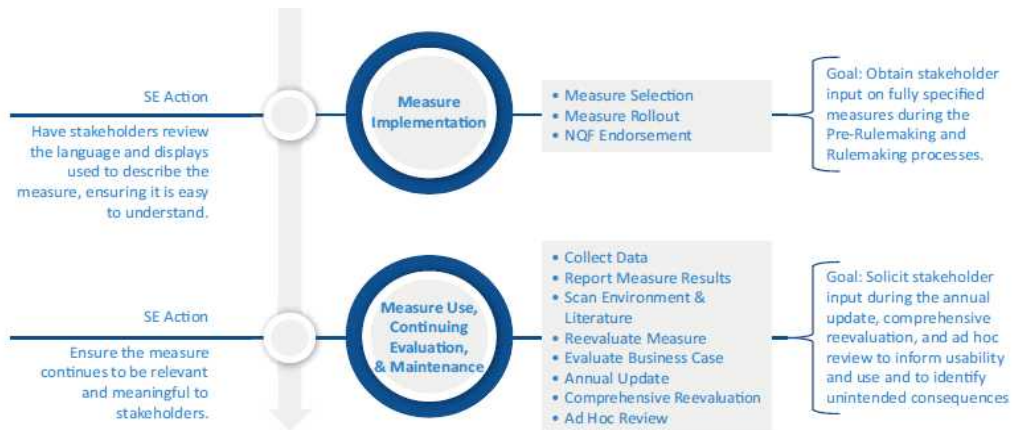 SE Action
Have stakeholders review
the language and displays
used to describe the
measure, ensuring it is easy
to understand.
Measure
Implementation
• Measure Selection
• Measure Rollout
• NQF Endorsement
Goal: Obtain stakeholder
input on fully specified
measures during the
Pre-Rulemaking and
Rulemaking processes.
SE Action
Ensure the measure
continues to be relevant
and meaningful to
stakeholders.
Measure Use,
Continuing
Evaluation,
& Maintenance
• Collect Data
• Report Measure Results
• Scan Environment &
Literature
• Reevaluate Measure
• Evaluate Business Case
• Annual Update
• Comprehensive Reevaluation
• Ad Hoc Review
Goal: Solicit stakeholder
input during the annual
update, comprehensive
reevaluation, and ad hoc
review to inform usability
and use and to identify
unintended consequences